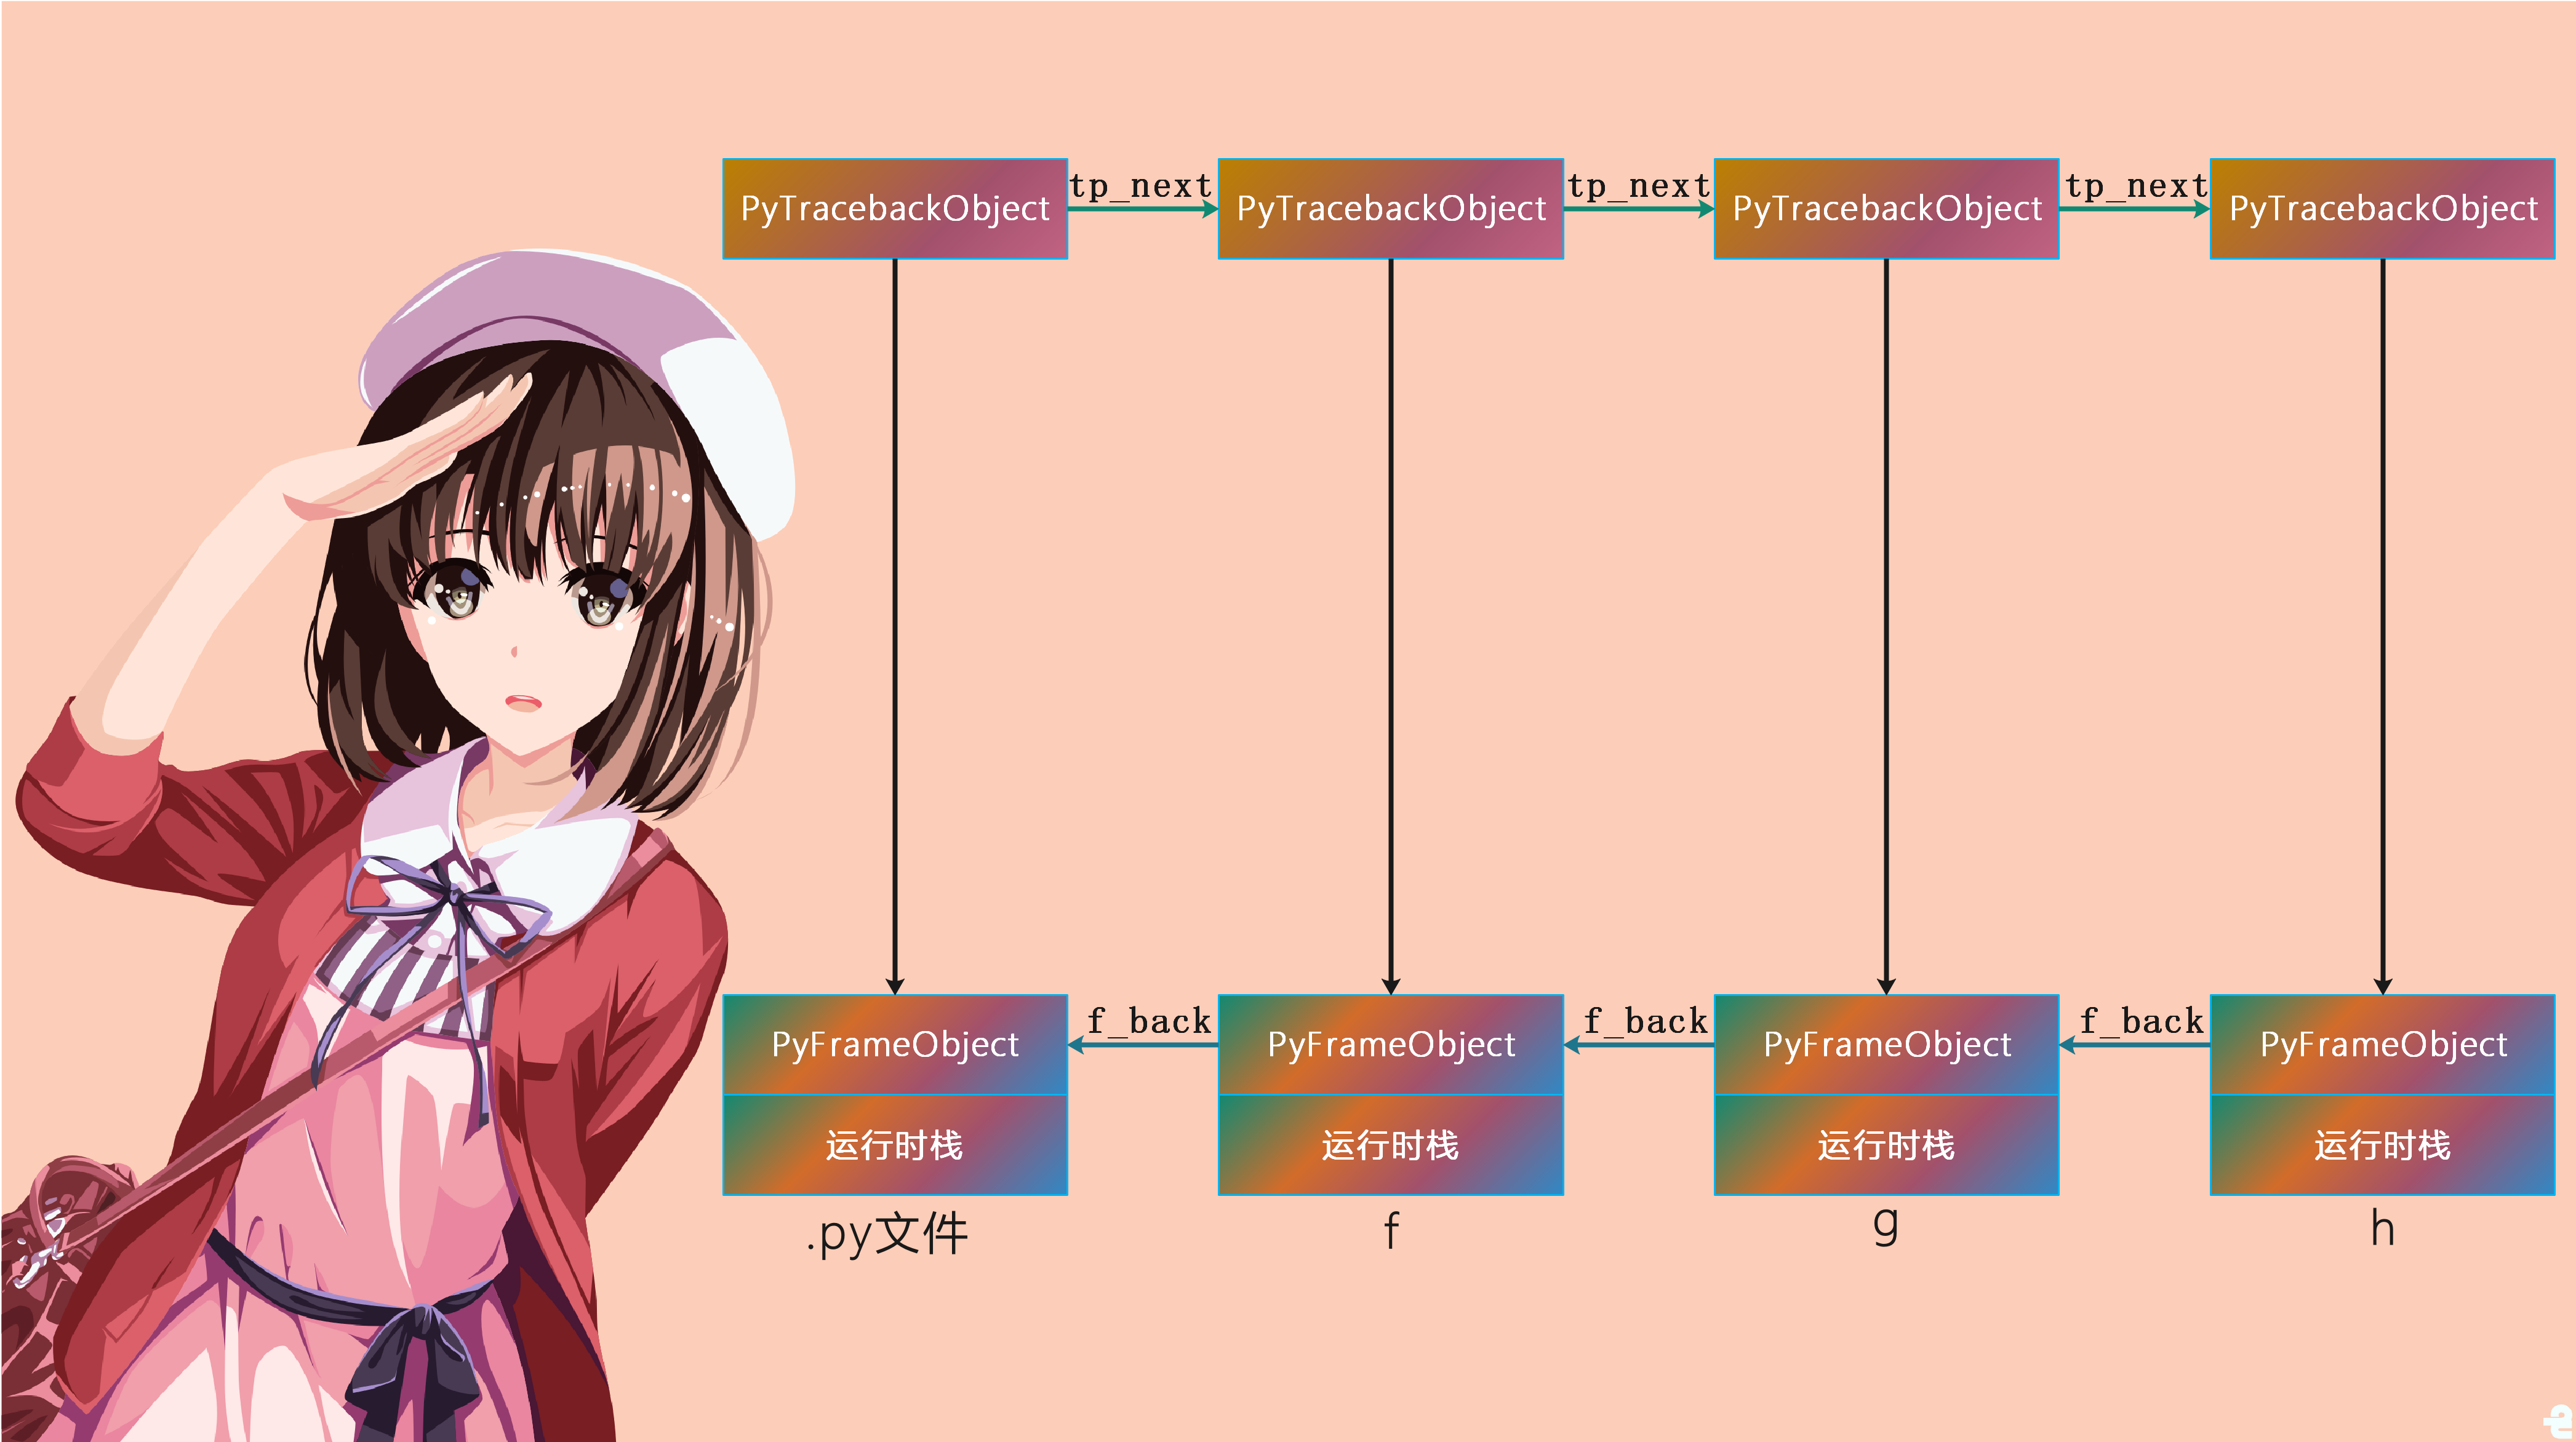 tp_next
tp_next
tp_next
PyTracebackObject
PyTracebackObject
PyTracebackObject
PyTracebackObject
f_back
f_back
f_back
PyFrameObject
PyFrameObject
PyFrameObject
PyFrameObject
运行时栈
运行时栈
运行时栈
运行时栈
.py文件
f
g
h